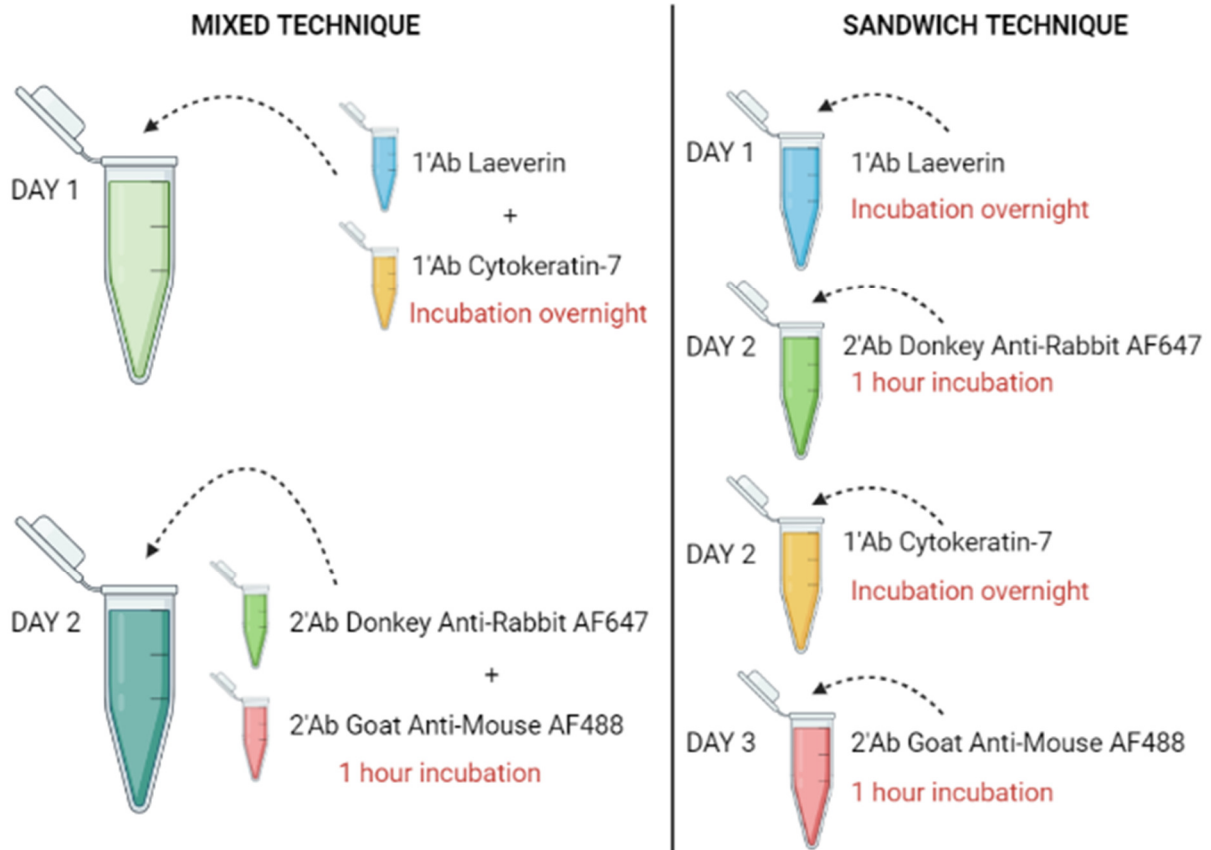 MIXED TECHNIQUE
DAY 1
1'Ab Laeverin
+
1'Ab Cytokeratin-7
Incubation overnight
DAY 2
2'Ab Donkey Anti-Rabbit AF647
+
2'Ab Goat Anti-Mouse AF488
1 hour incubation
SANDWICH TECHNIQUE
DAY 1
1'Ab Laeverin
Incubation overnight
DAY 2
2'Ab Donkey Anti-Rabbit AF647
1 hour incubation
DAY 2
1'Ab Cytokeratin-7
Incubation overnight
DAY 3
2'Ab Goat Anti-Mouse AF488
1 hour incubation